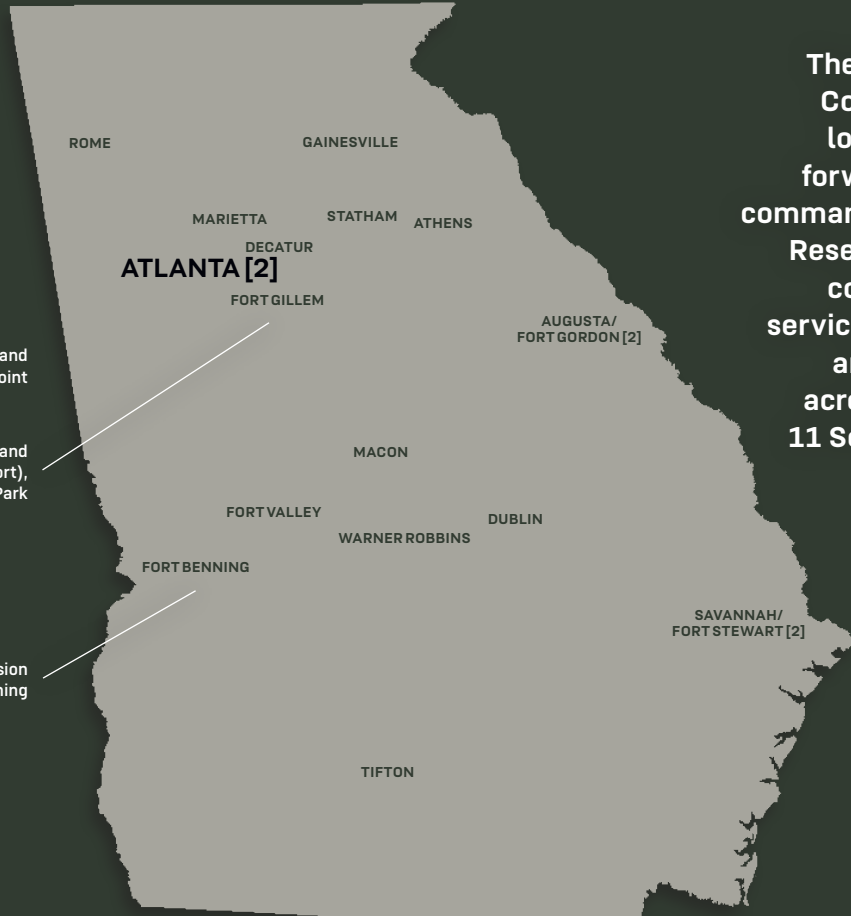 ROME
GAINESVILLE
MARIETTA
STATHAM
ATHENS
DECATUR
ATLANTA [2]
FORT GILLEM
AUGUSTA/
FORT GORDON [2]
MACON
FORT VALLEY
DUBLIN
WARNER ROBBINS
FORT BENNING
SAVANNAH/
FORT STEWART [2]
TIFTON
and
oint
and
ort),
Park
sion
ning
The
Co
lo
forw
comman
Rese
co
servic
a
acro
11 Se